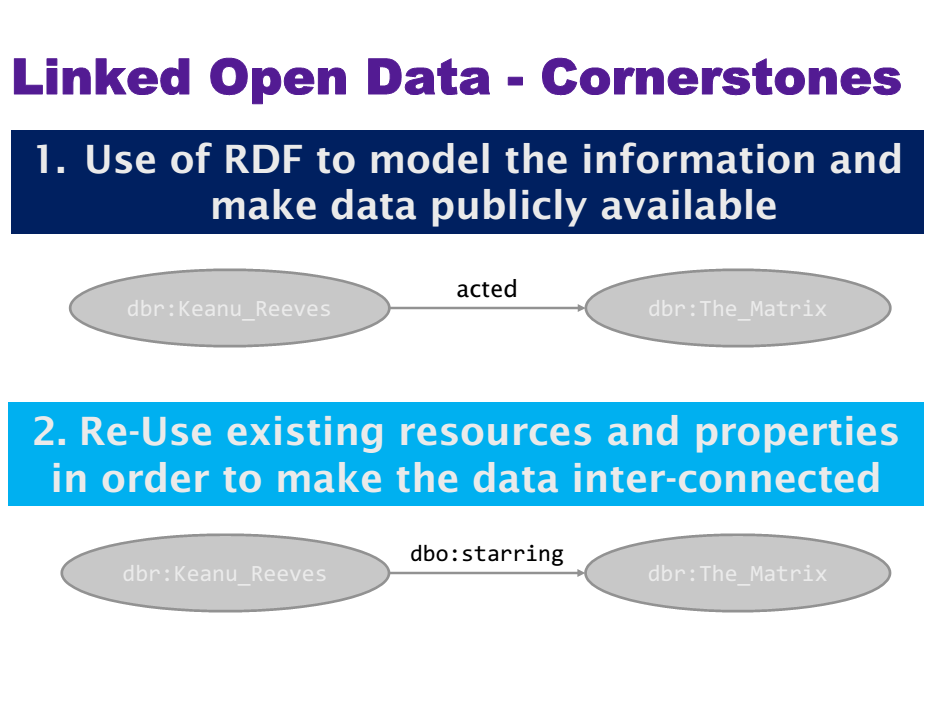 Linked Open Data - Cornerstones
1. Use of RDF to model the information and
make data publicly available
acted
dbr:Keanu_Reeves
dbr:The_Matrix
2. Re-Use existing resources and properties
in order to make the data inter-connected
dbo:starring
dbr:Keanu_Reeves
dbr:The_Matrix